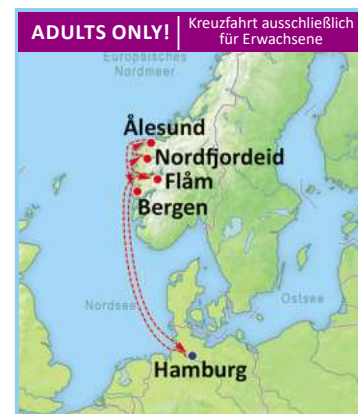 ADULTS ONLY!
Kreuzfahrt ausschließlich
für Erwachsene
Europäisches
Nordmeer
Ålesund
Nordfjordeid
Flåm
Bergen
Nordsee
Ostsee
Hamburg